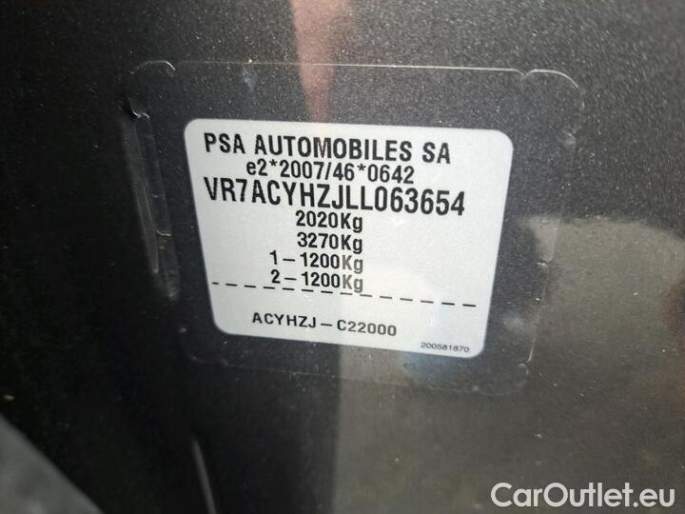 PSA AUTOMOBILES SA
e2*2007/46*0642
VR7ACYHZJLL063654
2020Kg
3270Kg
1-1200Kg
2-1200Kg
ACYHZJ-C22000
200581870
CarOutlet.eu